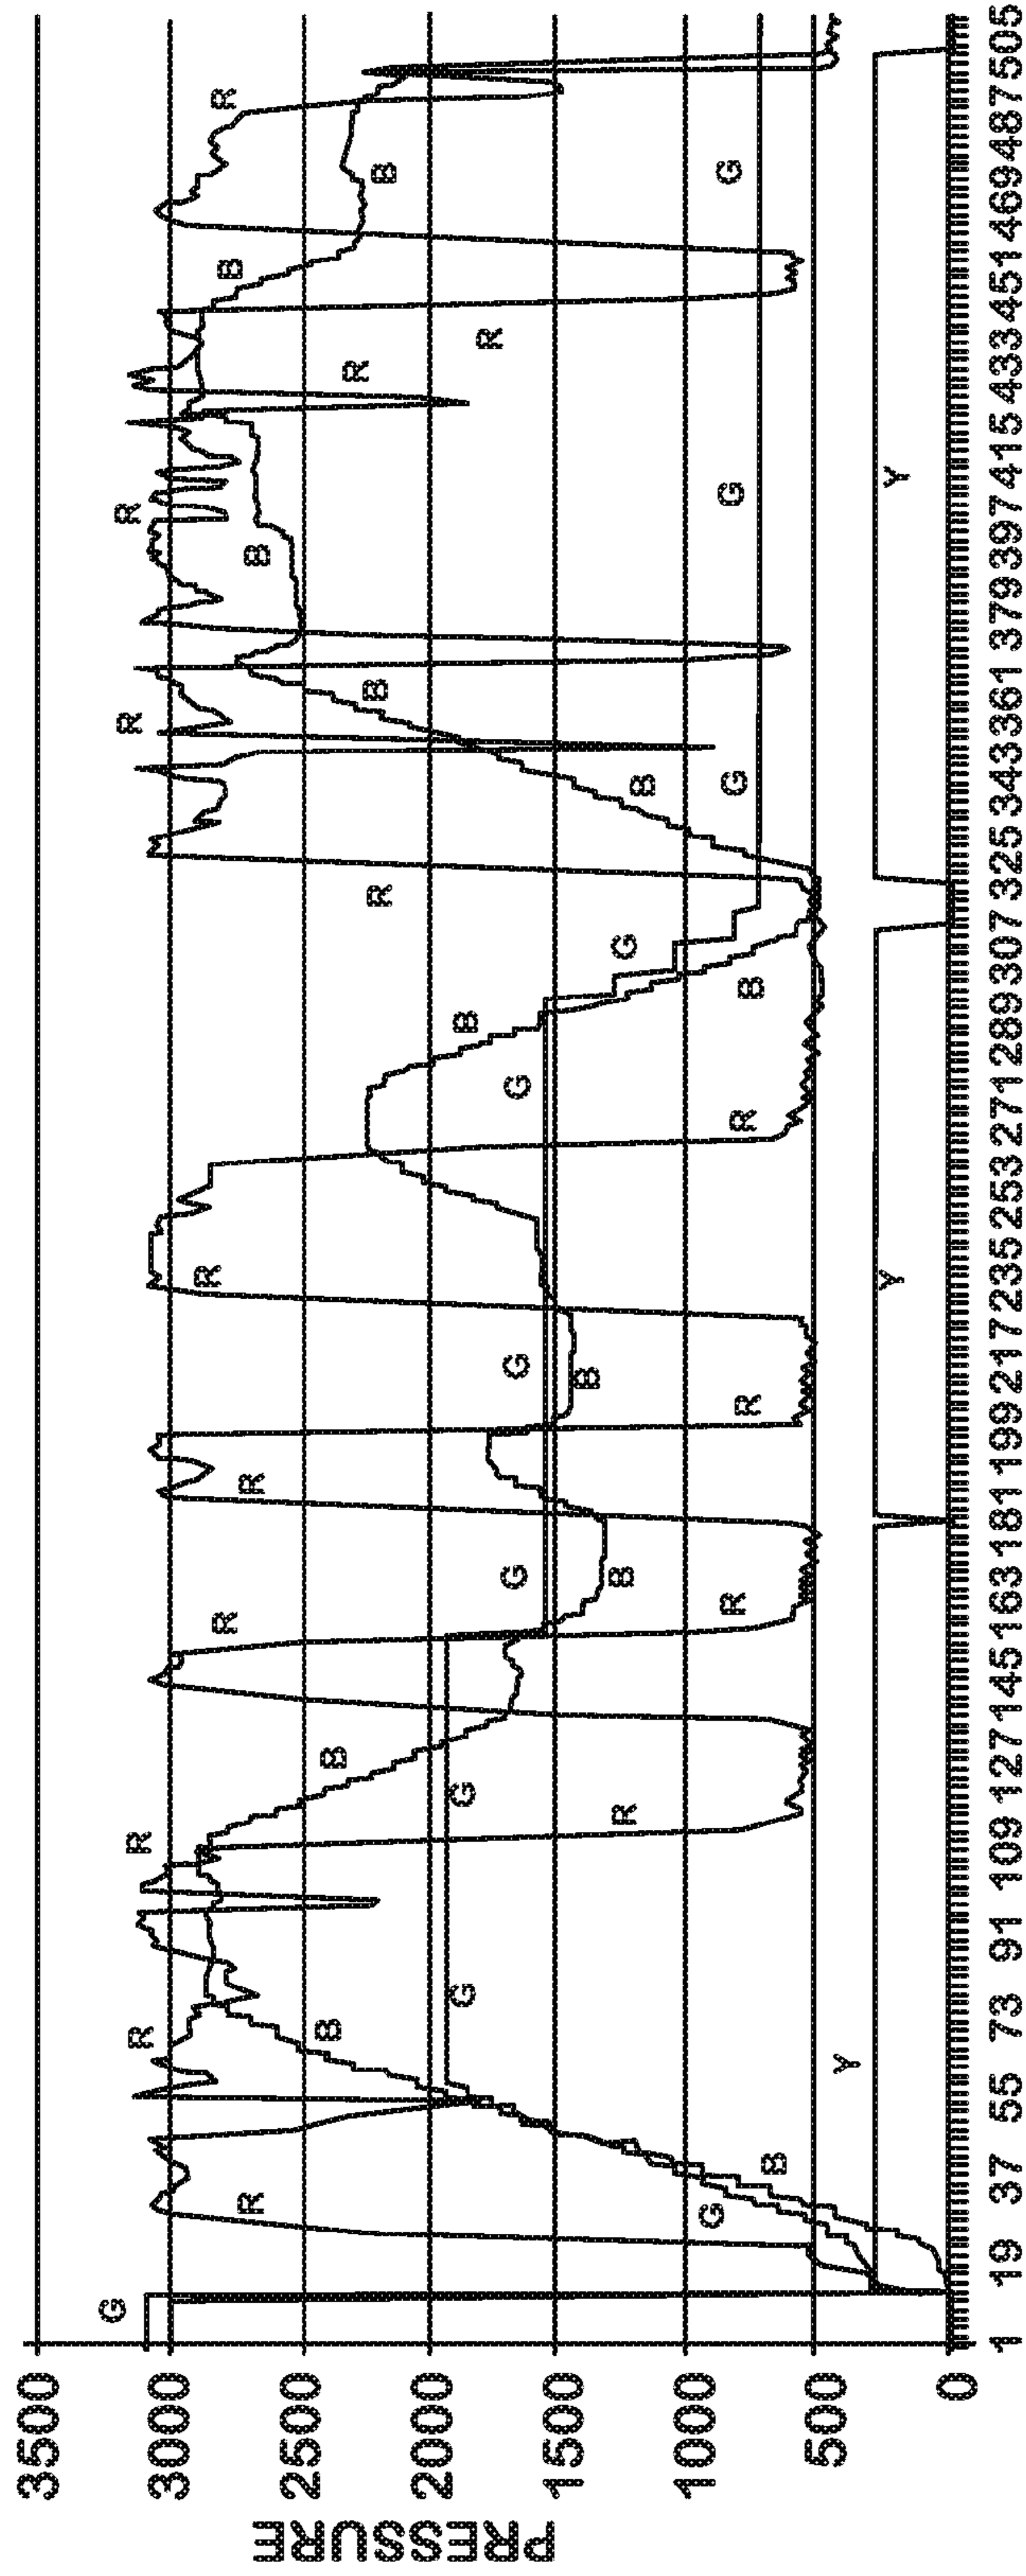 PRESSURE
3500
G
R R R R
3000
R R R B R
R R B
2500
B B R B R B
2000
G G B R
G G G
1500
B B R G B
1000
G R R R B G G G
B
500
Y Y Y
0
1 19 37 55 73 91 109 127 145 163 181 199 217 235 253 271 289 307 325 343 361 379 397 415 433 451 469 487 505